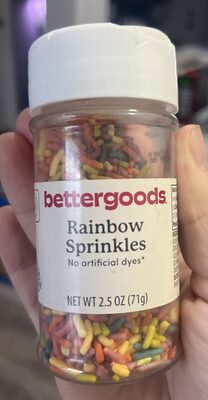 bettergoods.
Rainbow
Sprinkles
No artificial dyes*
NET WT 2.5 OZ (71g)